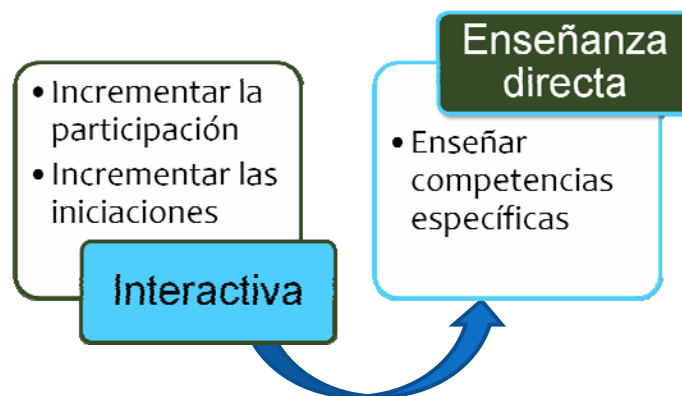 • Incrementar la
participación
• Incrementar las
iniciaciones
Interactiva
Enseñanza
directa
• Enseñar
competencias
específicas